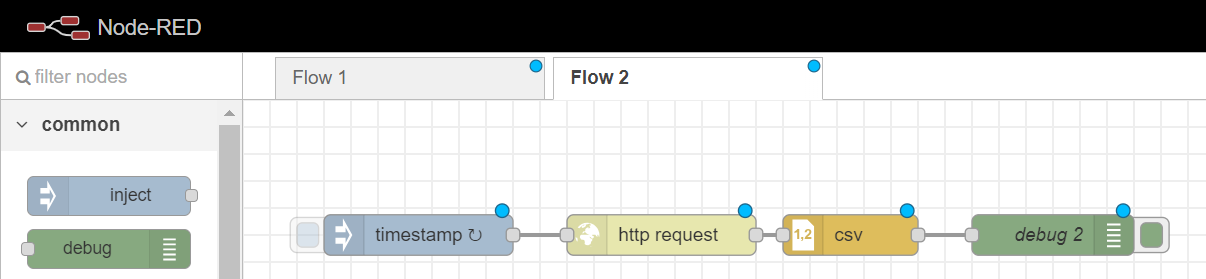 Node-RED
filter nodes
Flow 1
Flow 2
common
inject
debug
timestamp ↻
http request
1,2
csv
debug 2